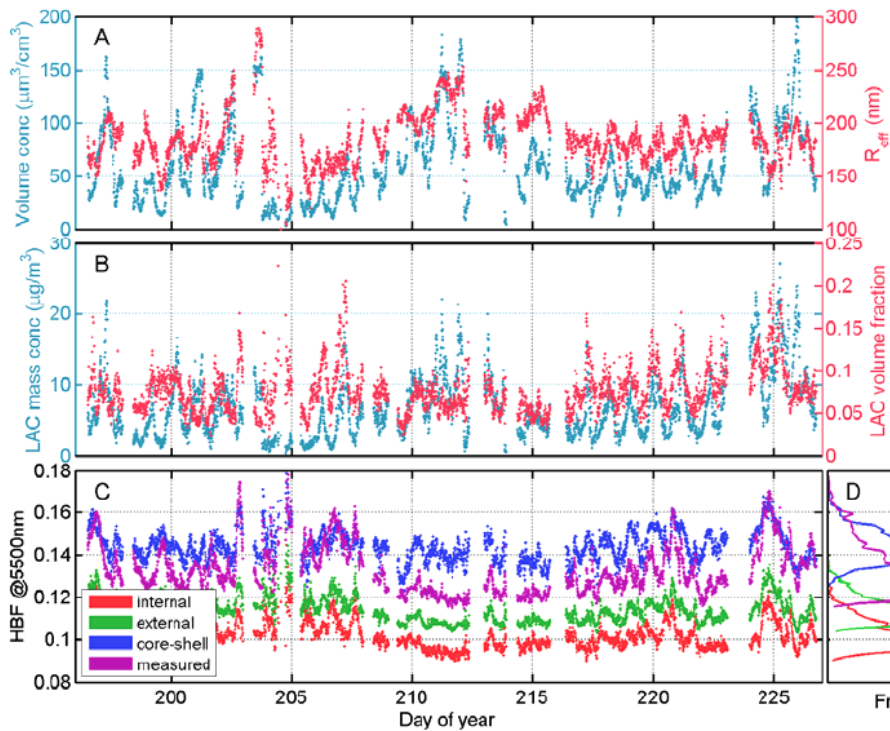 A
Volume conc (μm³/cm³)
200
150
100
50
0
300
250
200
150
100
R_eff (nm)
B
LAC mass conc (μg/m³)
30
20
10
0
0.25
0.2
0.15
0.1
0.05
0
LAC volume fraction
C
D
HBF @5500nm
0.18
0.16
0.14
0.12
0.1
0.08
internal
external
core-shell
measured
200
205
210
215
220
225
Day of year
Fr